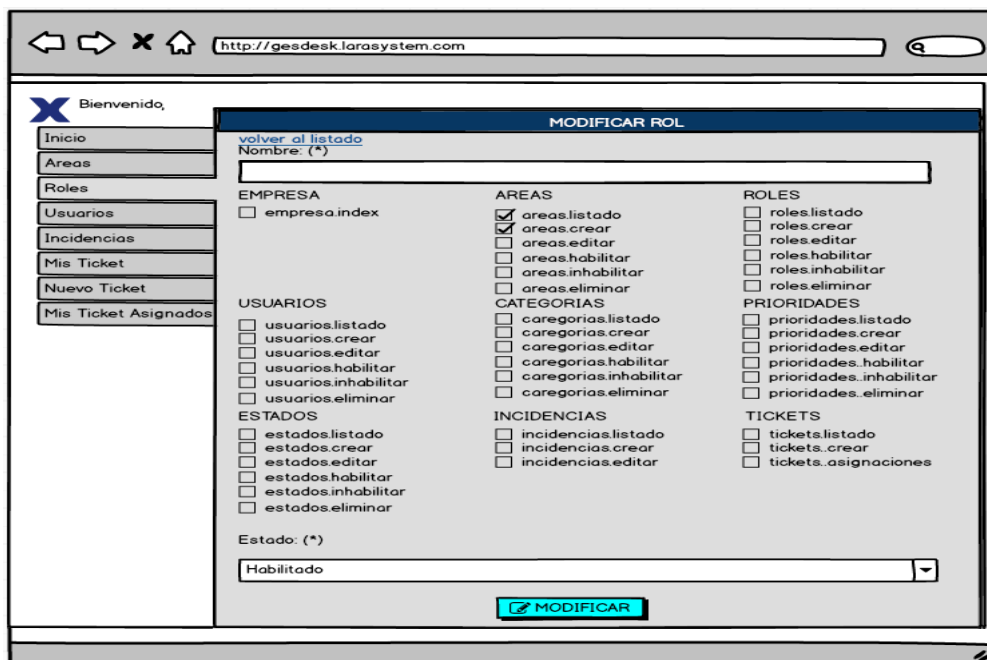 http://gesdesk.larasystem.com
Bienvenido,
Inicio
Areas
Roles
Usuarios
Incidencias
Mis Ticket
Nuevo Ticket
Mis Ticket Asignados
MODIFICAR ROL
volver al listado
Nombre: (*)
EMPRESA
empresa.index
AREAS
areas.listado
areas.crear
areas.editar
areas.habilitar
areas.inhabilitar
areas.eliminar
ROLES
roles.listado
roles.crear
roles.editar
roles.habilitar
roles.inhabilitar
roles.eliminar
USUARIOS
usuarios.listado
usuarios.crear
usuarios.editar
usuarios.habilitar
usuarios.inhabilitar
usuarios.eliminar
CATEGORIAS
caregorias.listado
caregorias.crear
caregorias.editar
caregorias.habilitar
caregorias.inhabilitar
caregorias.eliminar
PRIORIDADES
prioridades.listado
prioridades.crear
prioridades.editar
prioridades..habilitar
prioridades..inhabilitar
prioridades..eliminar
ESTADOS
estados.listado
estados.crear
estados.editar
estados.habilitar
estados.inhabilitar
estados.eliminar
INCIDENCIAS
incidencias.listado
incidencias.crear
incidencias.editar
TICKETS
tickets.listado
tickets..crear
tickets..asignaciones
Estado: (*)
Habilitado
MODIFICAR